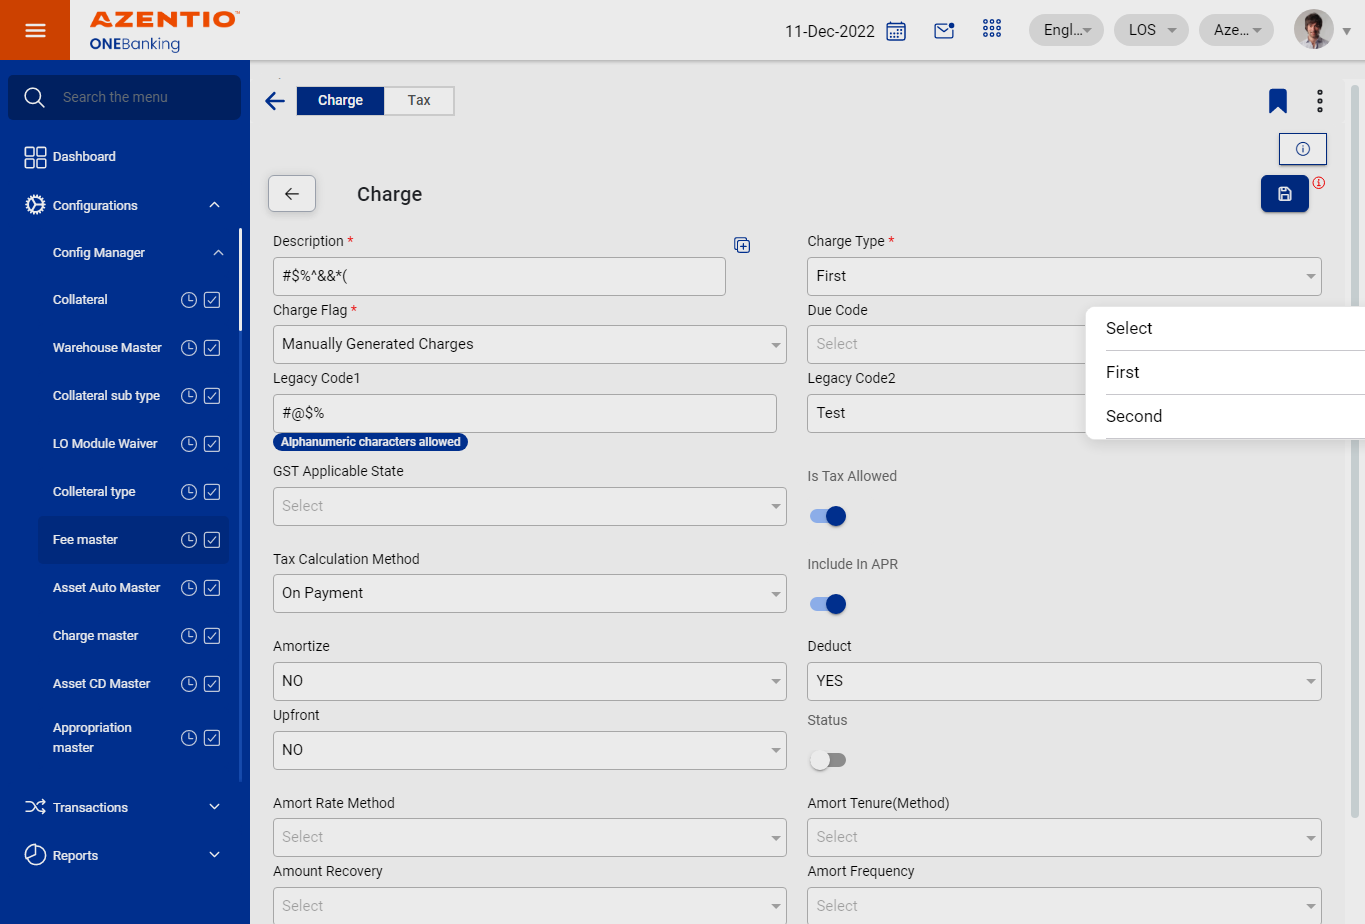 AZENTIO™
ONEBanking
11-Dec-2022
Engl...
LOS
Aze...
Search the menu
Dashboard
Configurations
Config Manager
Collateral
Warehouse Master
Collateral sub type
LO Module Waiver
Colleteral type
Fee master
Asset Auto Master
Charge master
Asset CD Master
Appropriation
master
Transactions
Reports
Charge
Tax
Charge
Description *
#$%^&&*(
Charge Type *
First
Charge Flag *
Manually Generated Charges
Due Code
Select
Select
First
Second
Legacy Code1
#@$%
Alphanumeric characters allowed
Legacy Code2
Test
GST Applicable State
Select
Is Tax Allowed
Tax Calculation Method
On Payment
Include In APR
Amortize
NO
Deduct
YES
Upfront
NO
Status
Amort Rate Method
Select
Amort Tenure(Method)
Select
Amount Recovery
Select
Amort Frequency
Select